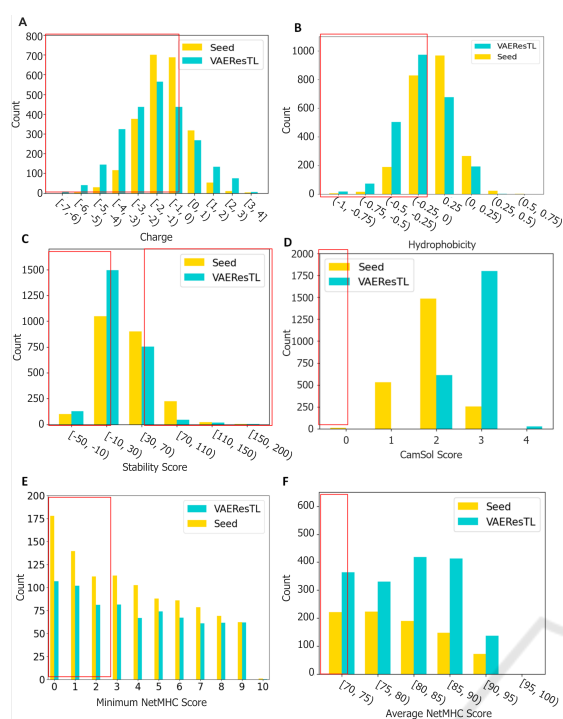 A
800
700
600
500
400
300
200
100
0
Count
Seed
VAEResTL
[-7,-6)
[-6, -5)
[-5, -4)
[-4, -3)
[-3, -2)
[-2, -1)
[-1, 0)
[0, 1)
[1, 2)
[2, 3)
[3, 4]
Charge
B
1000
800
600
400
200
0
Count
VAEResTL
Seed
(-1, -0.75)
(-0.75, -0.5)
(-0.5, -0.25)
(-0.25, 0)
0.25
(0, 0.25)
(0.25, 0.5)
(0.5, 0.75)
Hydrophobicity
C
1500
1250
1000
750
500
250
0
Count
Seed
VAEResTL
[-50, -10)
[-10, 30)
[30, 70)
[70, 110)
[110, 150)
[150, 200)
Stability Score
D
2000
1750
1500
1250
1000
750
500
250
0
Count
Seed
VAEResTL
0 1 2 3 4
CamSol Score
E
200
175
150
125
100
75
50
25
0
Count
VAEResTL
Seed
0 1 2 3 4 5 6 7 8 9 10
Minimum NetMHC Score
F
600
500
400
300
200
100
0
Count
Seed
VAEResTL
[70, 75)
[75, 80)
[80, 85)
[85, 90)
[90, 95)
[95, 100)
Average NetMHC Score